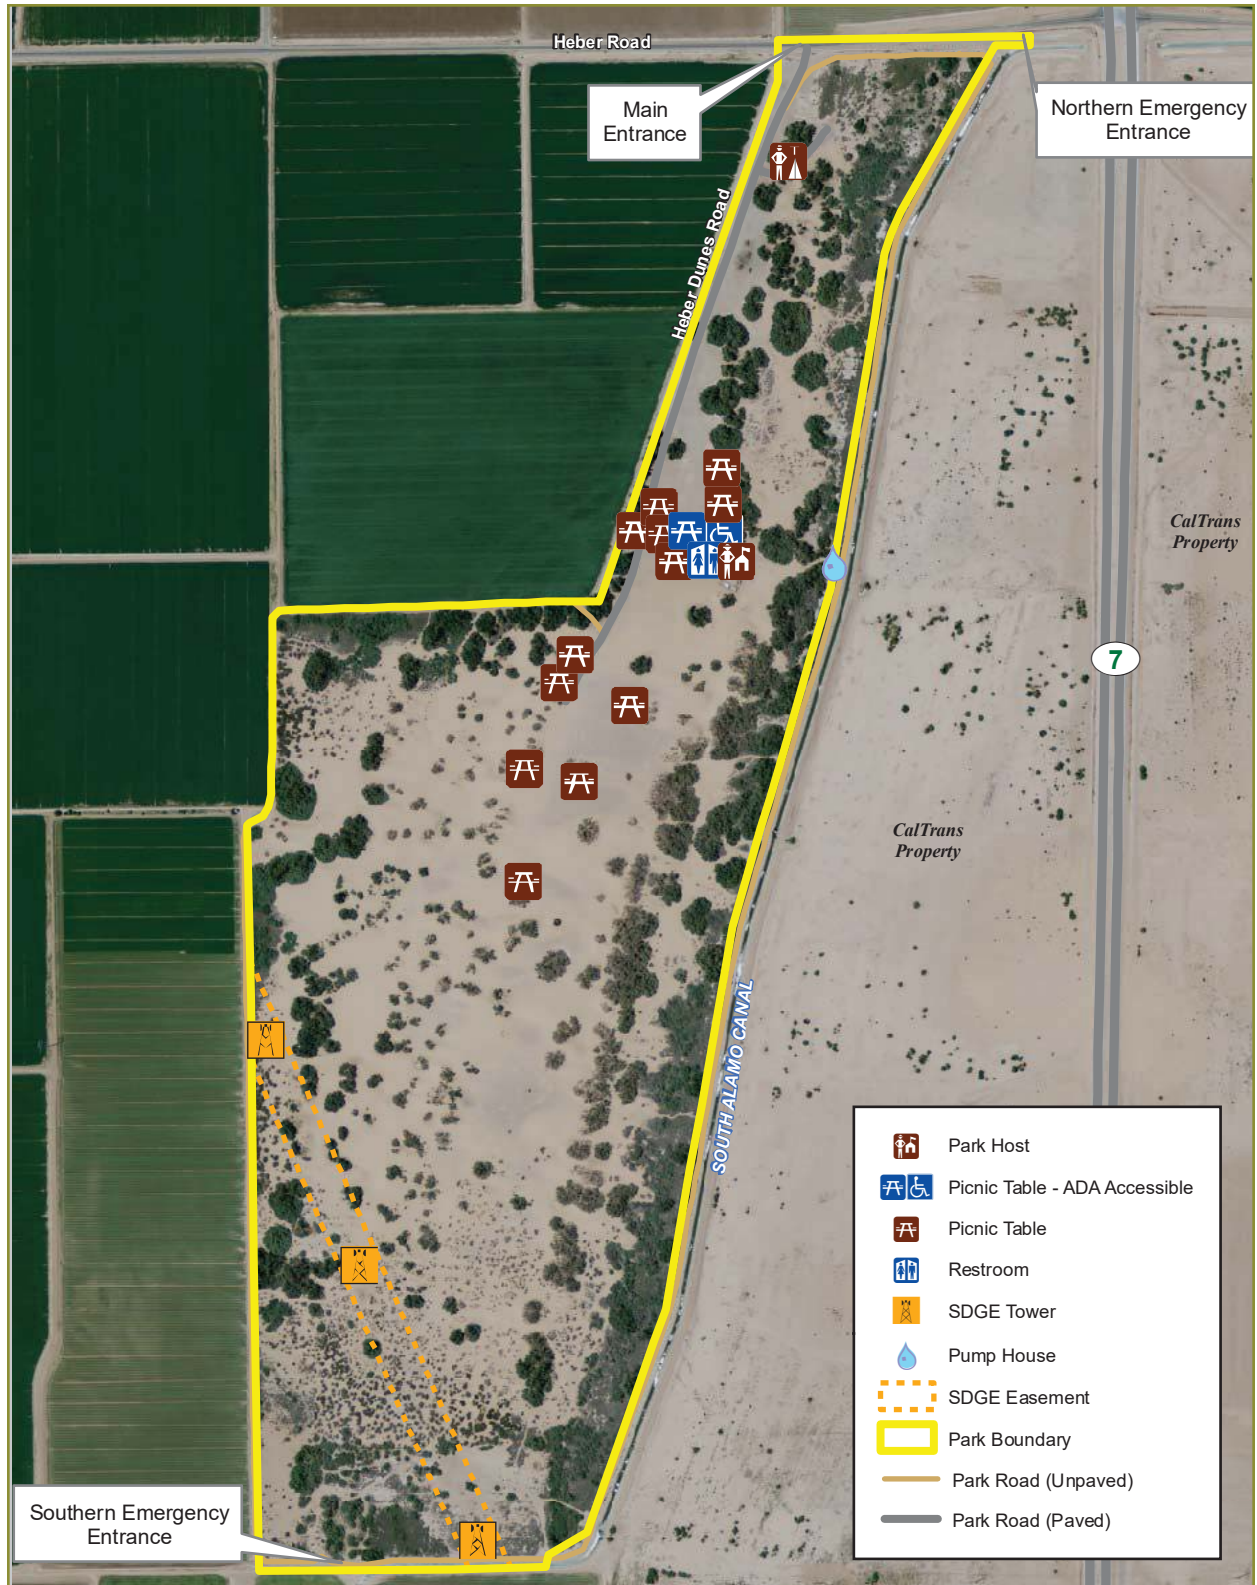 Heber Road
Main
Entrance
Northern Emergency
Entrance
Heber Dunes Road
CalTrans
Property
7
CalTrans
Property
SOUTH ALAMO CANAL
Park Host
Picnic Table - ADA Accessible
Picnic Table
Restroom
SDGE Tower
Pump House
SDGE Easement
Park Boundary
Park Road (Unpaved)
Park Road (Paved)
Southern Emergency
Entrance